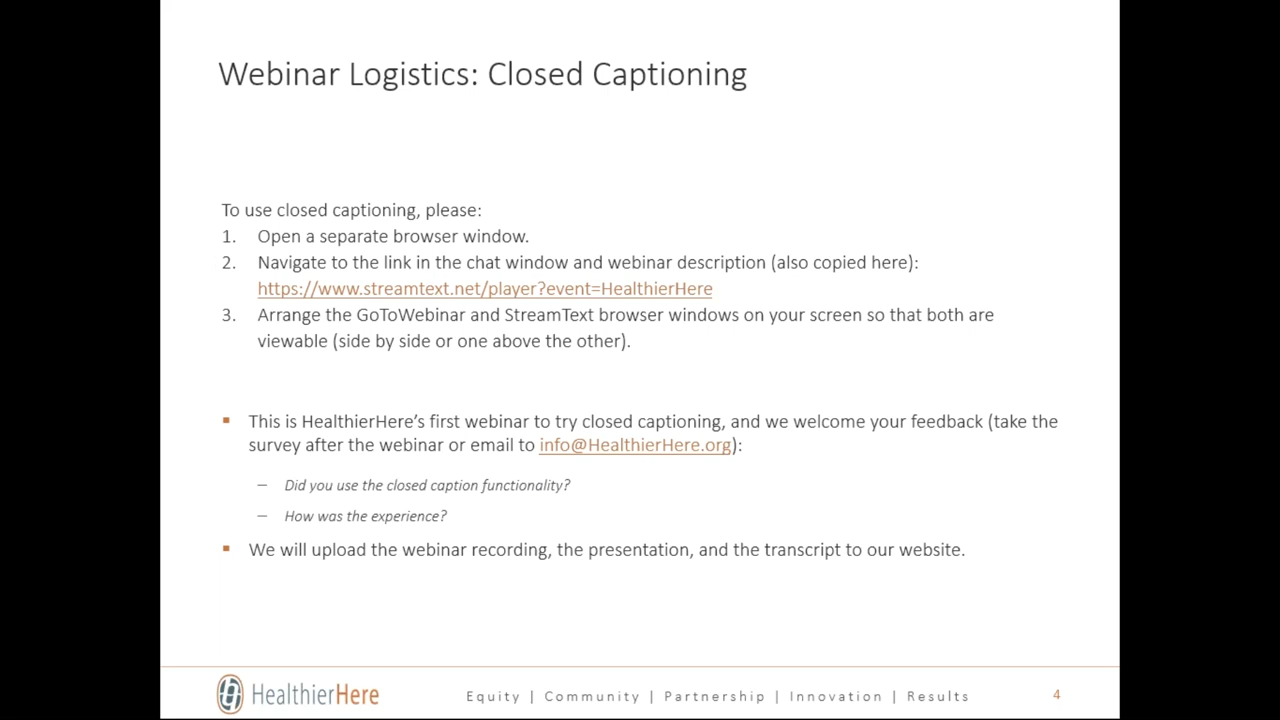 Webinar Logistics: Closed Captioning
To use closed captioning, please:
1. Open a separate browser window.
2. Navigate to the link in the chat window and webinar description (also copied here):
https://www.streamtext.net/player?event=HealthierHere
3. Arrange the GoToWebinar and StreamText browser windows on your screen so that both are
viewable (side by side or one above the other).
▪ This is HealthierHere’s first webinar to try closed captioning, and we welcome your feedback (take the
survey after the webinar or email to info@HealthierHere.org):
– Did you use the closed caption functionality?
– How was the experience?
▪ We will upload the webinar recording, the presentation, and the transcript to our website.
HealthierHere
Equity | Community | Partnership | Innovation | Results
4